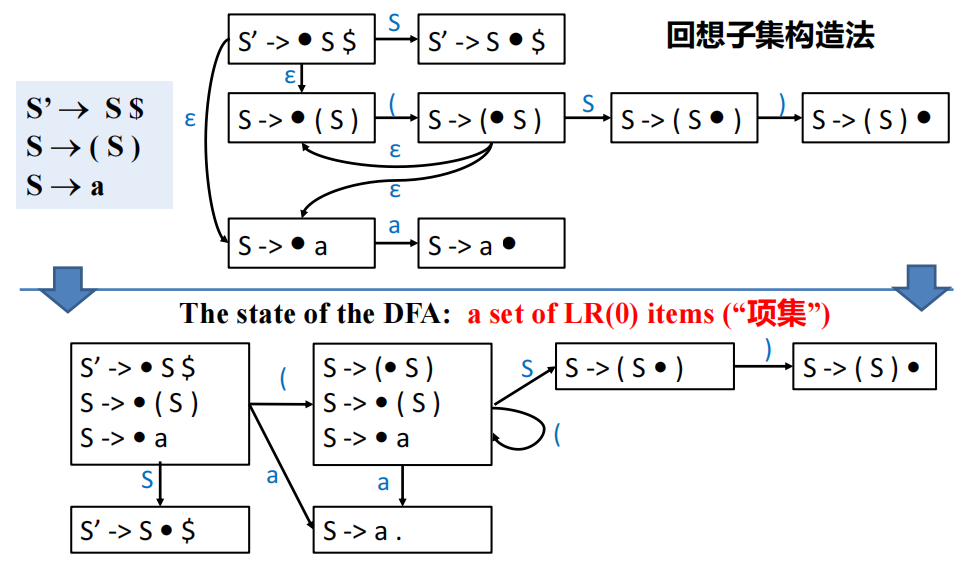 回想子集构造法
S’ -> ● S $
S
S’ -> S ● $
ε
ε
S’ → S $
S → ( S )
S → a
S -> ● ( S )
(
S -> (● S )
S
S -> ( S ● )
)
S -> ( S ) ●
ε
ε
S -> ● a
a
S -> a ●
The state of the DFA: a set of LR(0) items (“项集”)
S’ -> ● S $
S -> ● ( S )
S -> ● a
(
S -> (● S )
S -> ● ( S )
S -> ● a
S
S -> ( S ● )
)
S -> ( S ) ●
(
S
a
a
S’ -> S ● $
S -> a .